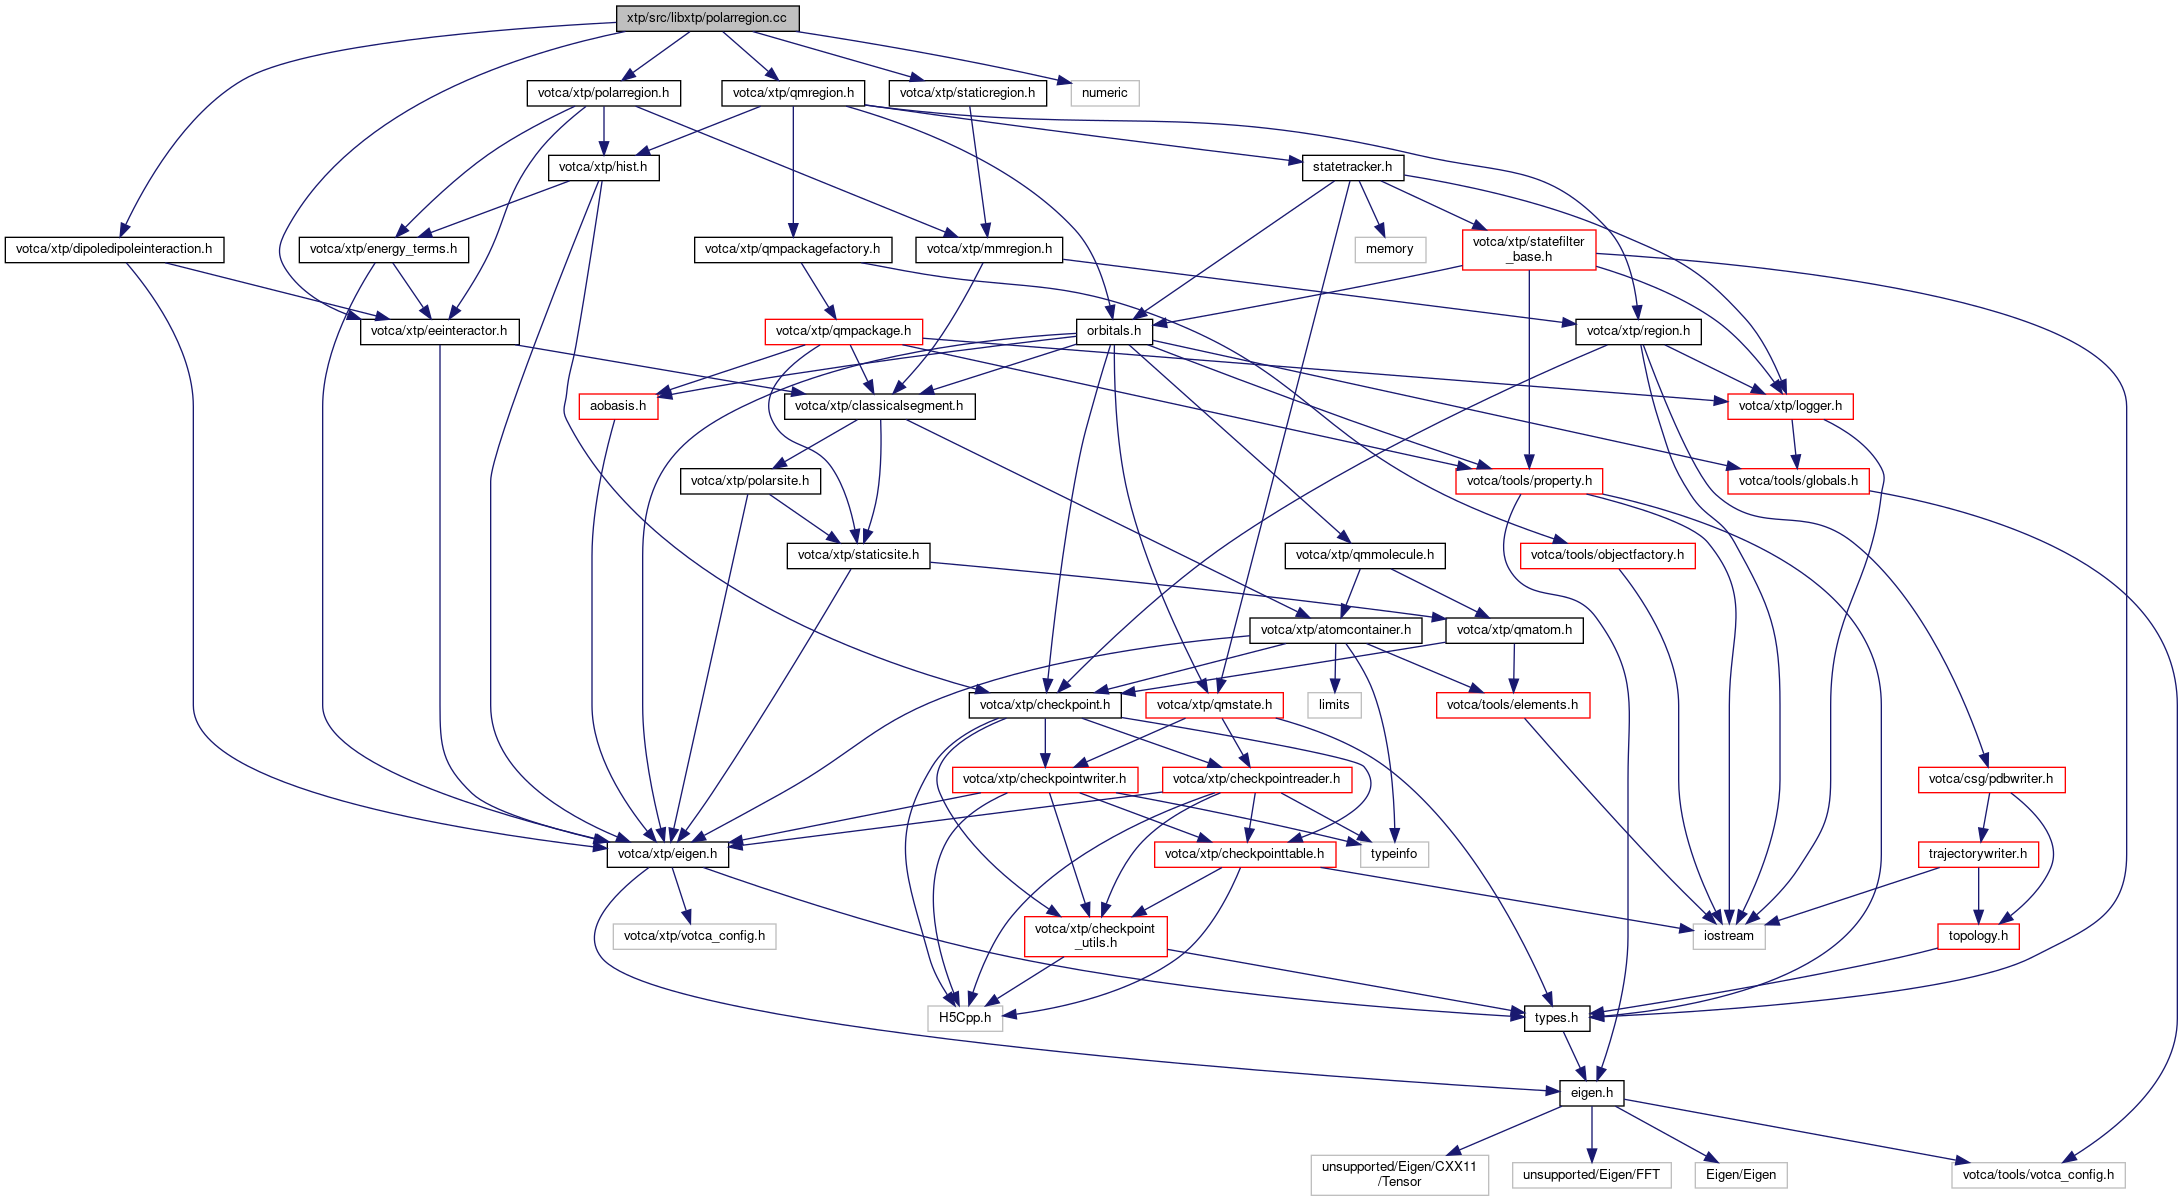 xtp/src/libxtp/polarregion.cc
votca/xtp/polarregion.h
votca/xtp/qmregion.h
votca/xtp/staticregion.h
numeric
votca/xtp/hist.h
statetracker.h
votca/xtp/dipoledipoleinteraction.h
votca/xtp/energy_terms.h
votca/xtp/qmpackagefactory.h
votca/xtp/mmregion.h
memory
votca/xtp/statefilter
_base.h
votca/xtp/eeinteractor.h
votca/xtp/qmpackage.h
orbitals.h
votca/xtp/region.h
aobasis.h
votca/xtp/classicalsegment.h
votca/xtp/logger.h
votca/xtp/polarsite.h
votca/tools/property.h
votca/tools/globals.h
votca/xtp/staticsite.h
votca/xtp/qmmolecule.h
votca/tools/objectfactory.h
votca/xtp/atomcontainer.h
votca/xtp/qmatom.h
votca/xtp/checkpoint.h
votca/xtp/qmstate.h
limits
votca/tools/elements.h
votca/xtp/checkpointwriter.h
votca/xtp/checkpointreader.h
votca/csg/pdbwriter.h
votca/xtp/eigen.h
votca/xtp/checkpointtable.h
typeinfo
trajectorywriter.h
votca/xtp/votca_config.h
votca/xtp/checkpoint
_utils.h
iostream
topology.h
H5Cpp.h
types.h
eigen.h
unsupported/Eigen/CXX11
/Tensor
unsupported/Eigen/FFT
Eigen/Eigen
votca/tools/votca_config.h